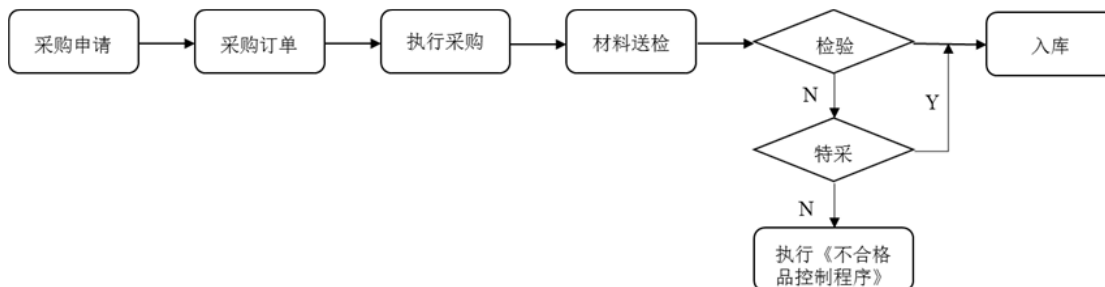 采购申请
采购订单
执行采购
材料送检
检验
入库
N
Y
特采
N
执行《不合格
品控制程序》